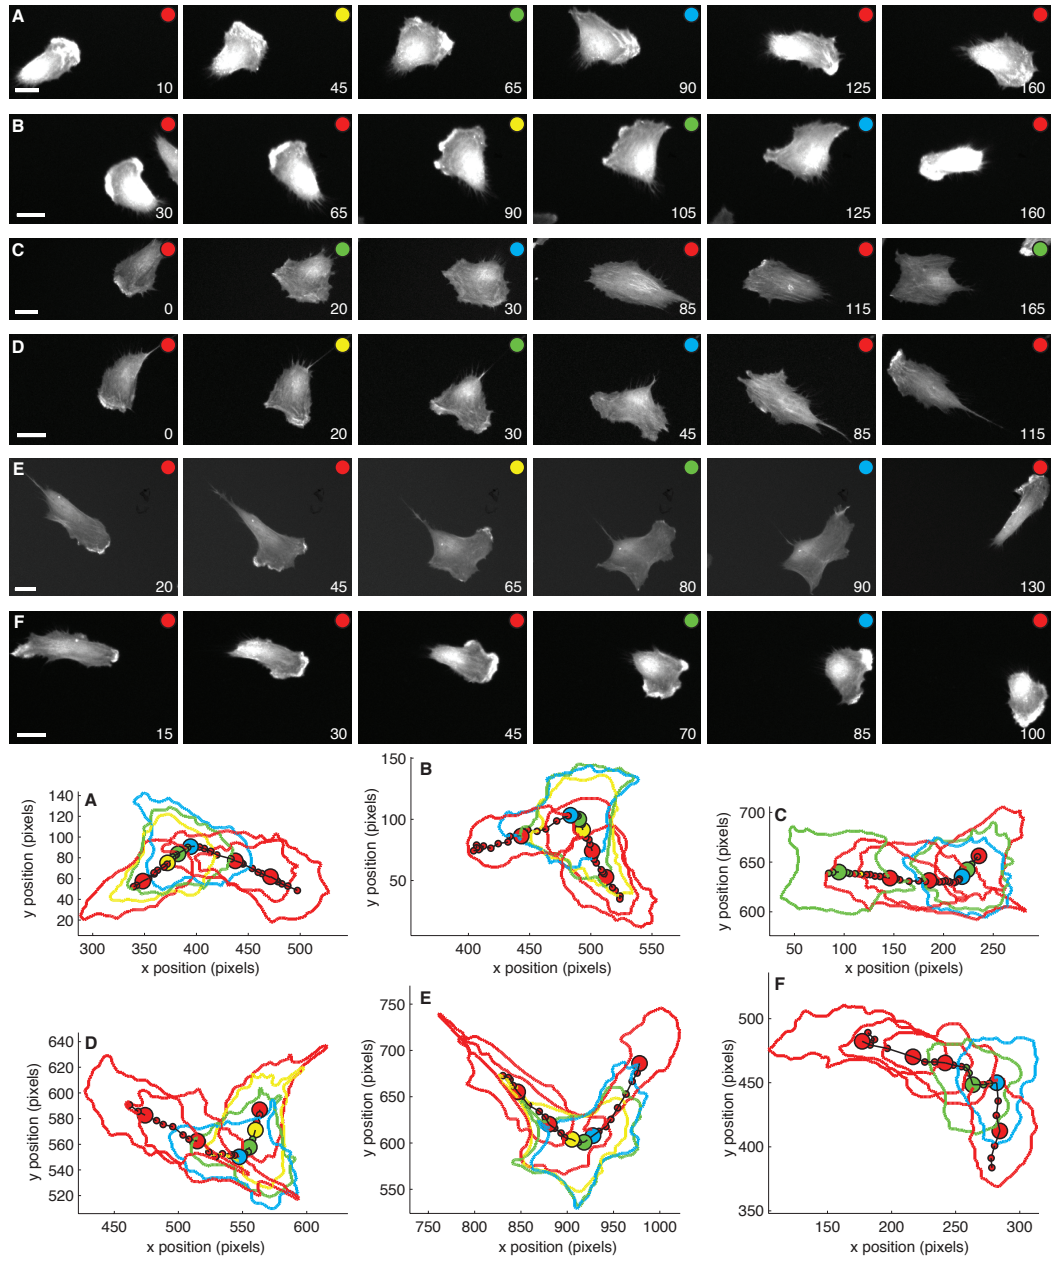 A
10
45
65
90
125
160
B
30
65
90
105
125
160
C
0
20
30
85
115
165
D
0
20
30
45
85
115
E
20
45
65
80
90
130
F
15
30
45
70
85
100
A
140
120
100
80
60
40
20
y position (pixels)
300 350 400 450 500
x position (pixels)
B
150
100
50
y position (pixels)
400 450 500 550
x position (pixels)
C
700
650
600
y position (pixels)
50 100 150 200 250
x position (pixels)
D
640
620
600
580
560
540
520
y position (pixels)
450 500 550 600
x position (pixels)
E
750
700
650
600
550
y position (pixels)
750 800 850 900 950 1000
x position (pixels)
F
500
450
400
350
y position (pixels)
150 200 250 300
x position (pixels)